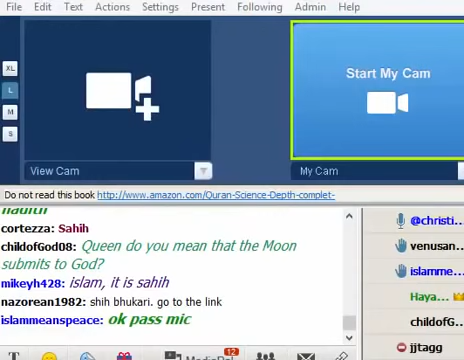 File Edit Text Actions Settings Present Following Admin Help
XL
L
M
S
Start My Cam
View Cam
My Cam
Do not read this book http://www.amazon.com/Quran-Science-Depth-complet-
hadith
cortezza: Sahih
childofGod08: Queen do you mean that the Moon
submits to God?
mikeyh428: islam, it is sahih
nazorean1982: shih bhukari. go to the link
islammeanspeace: ok pass mic
@christi...
venusan...
islamme...
Haya...
childofG...
jjtagg
12